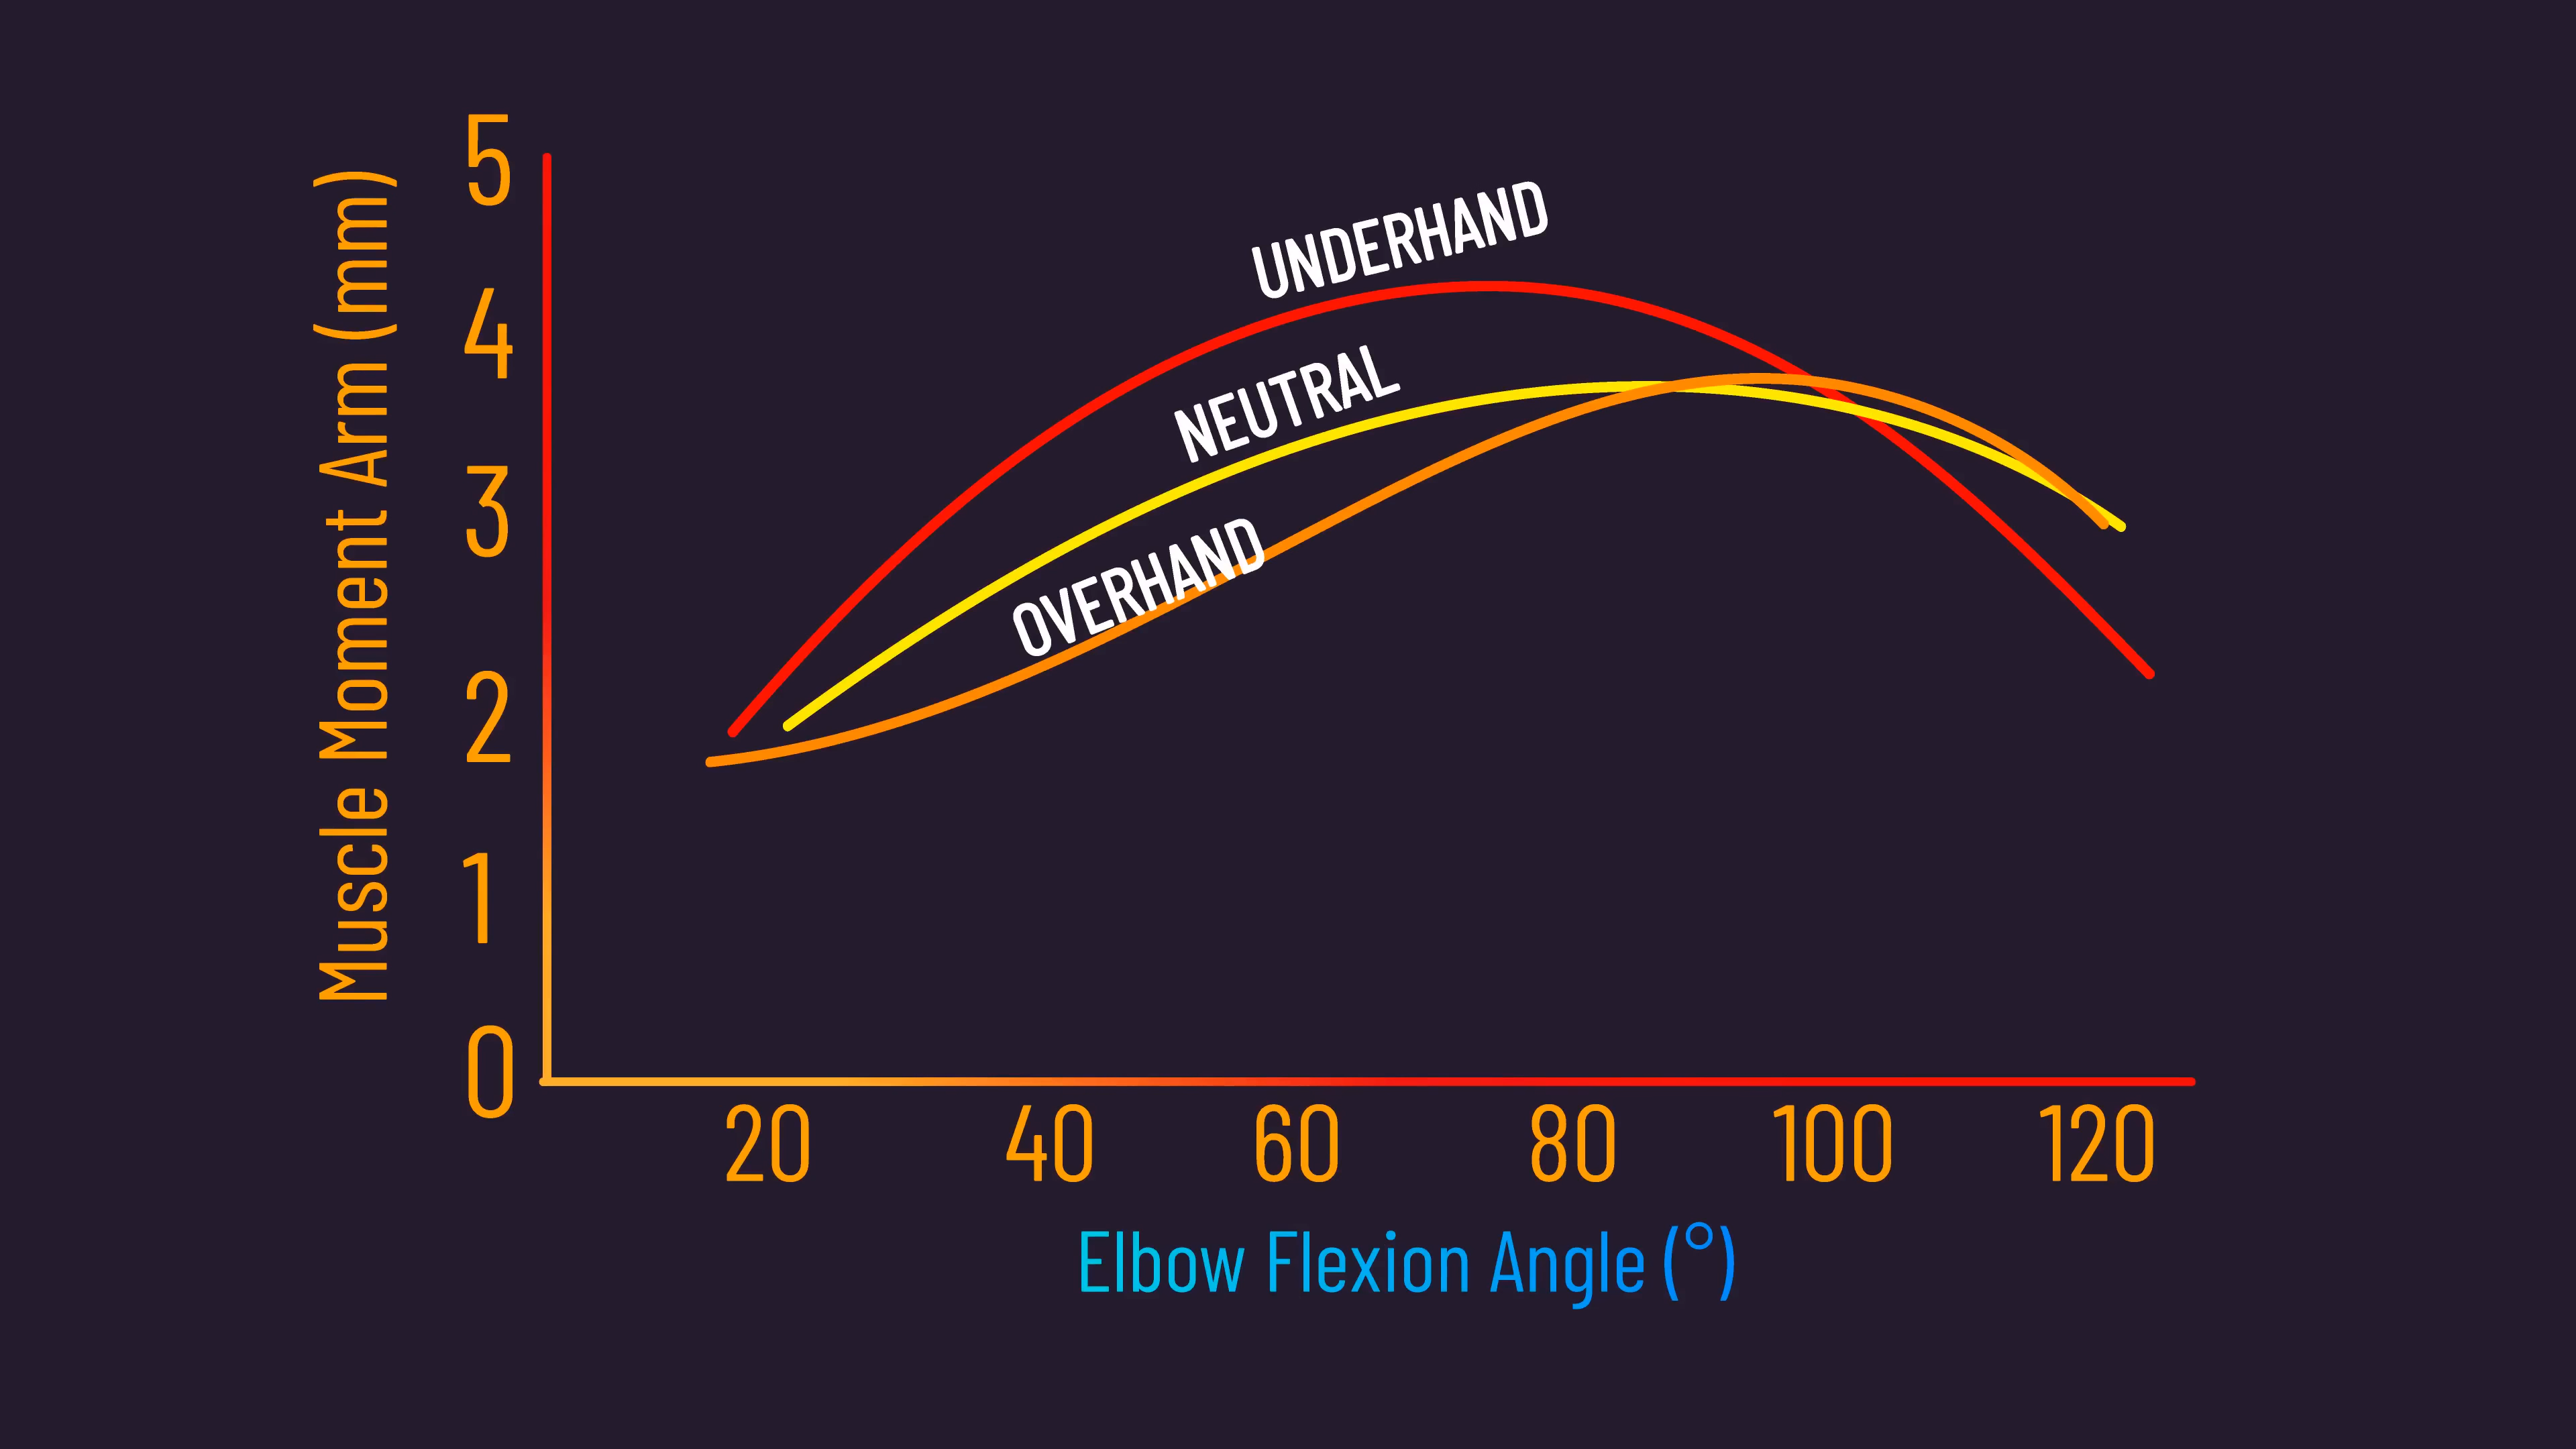 Muscle Moment Arm (mm)
5
4
3
2
1
0
UNDERHAND
NEUTRAL
OVERHAND
20 40 60 80 100 120
Elbow Flexion Angle (°)